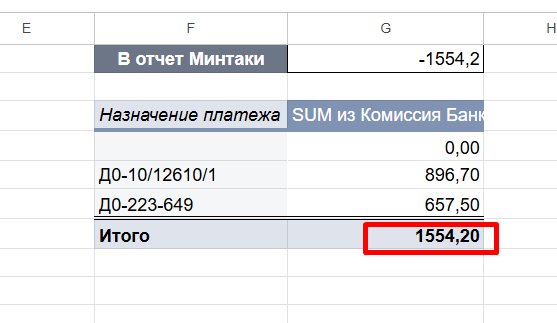 E F G H
В отчет Минтаки -1554,2
Назначение платежа SUM из Комиссия Банк
0,00
Д0-10/12610/1 896,70
Д0-223-649 657,50
Итого 1554,20